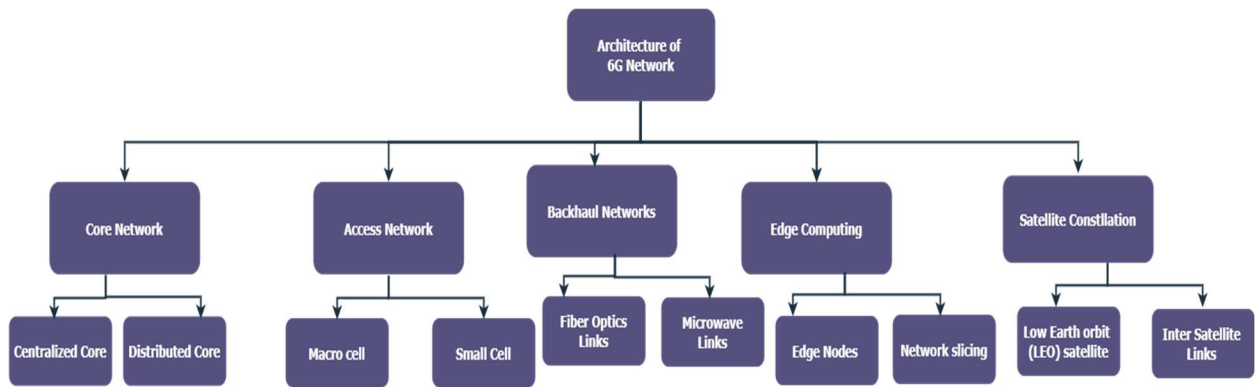 Architecture of
6G Network
Core Network
Access Network
Backhaul Networks
Edge Computing
Satellite Constllation
Centralized Core
Distributed Core
Macro cell
Small Cell
Fiber Optics
Links
Microwave
Links
Edge Nodes
Network slicing
Low Earth orbit
(LEO) satellite
Inter Satellite
Links